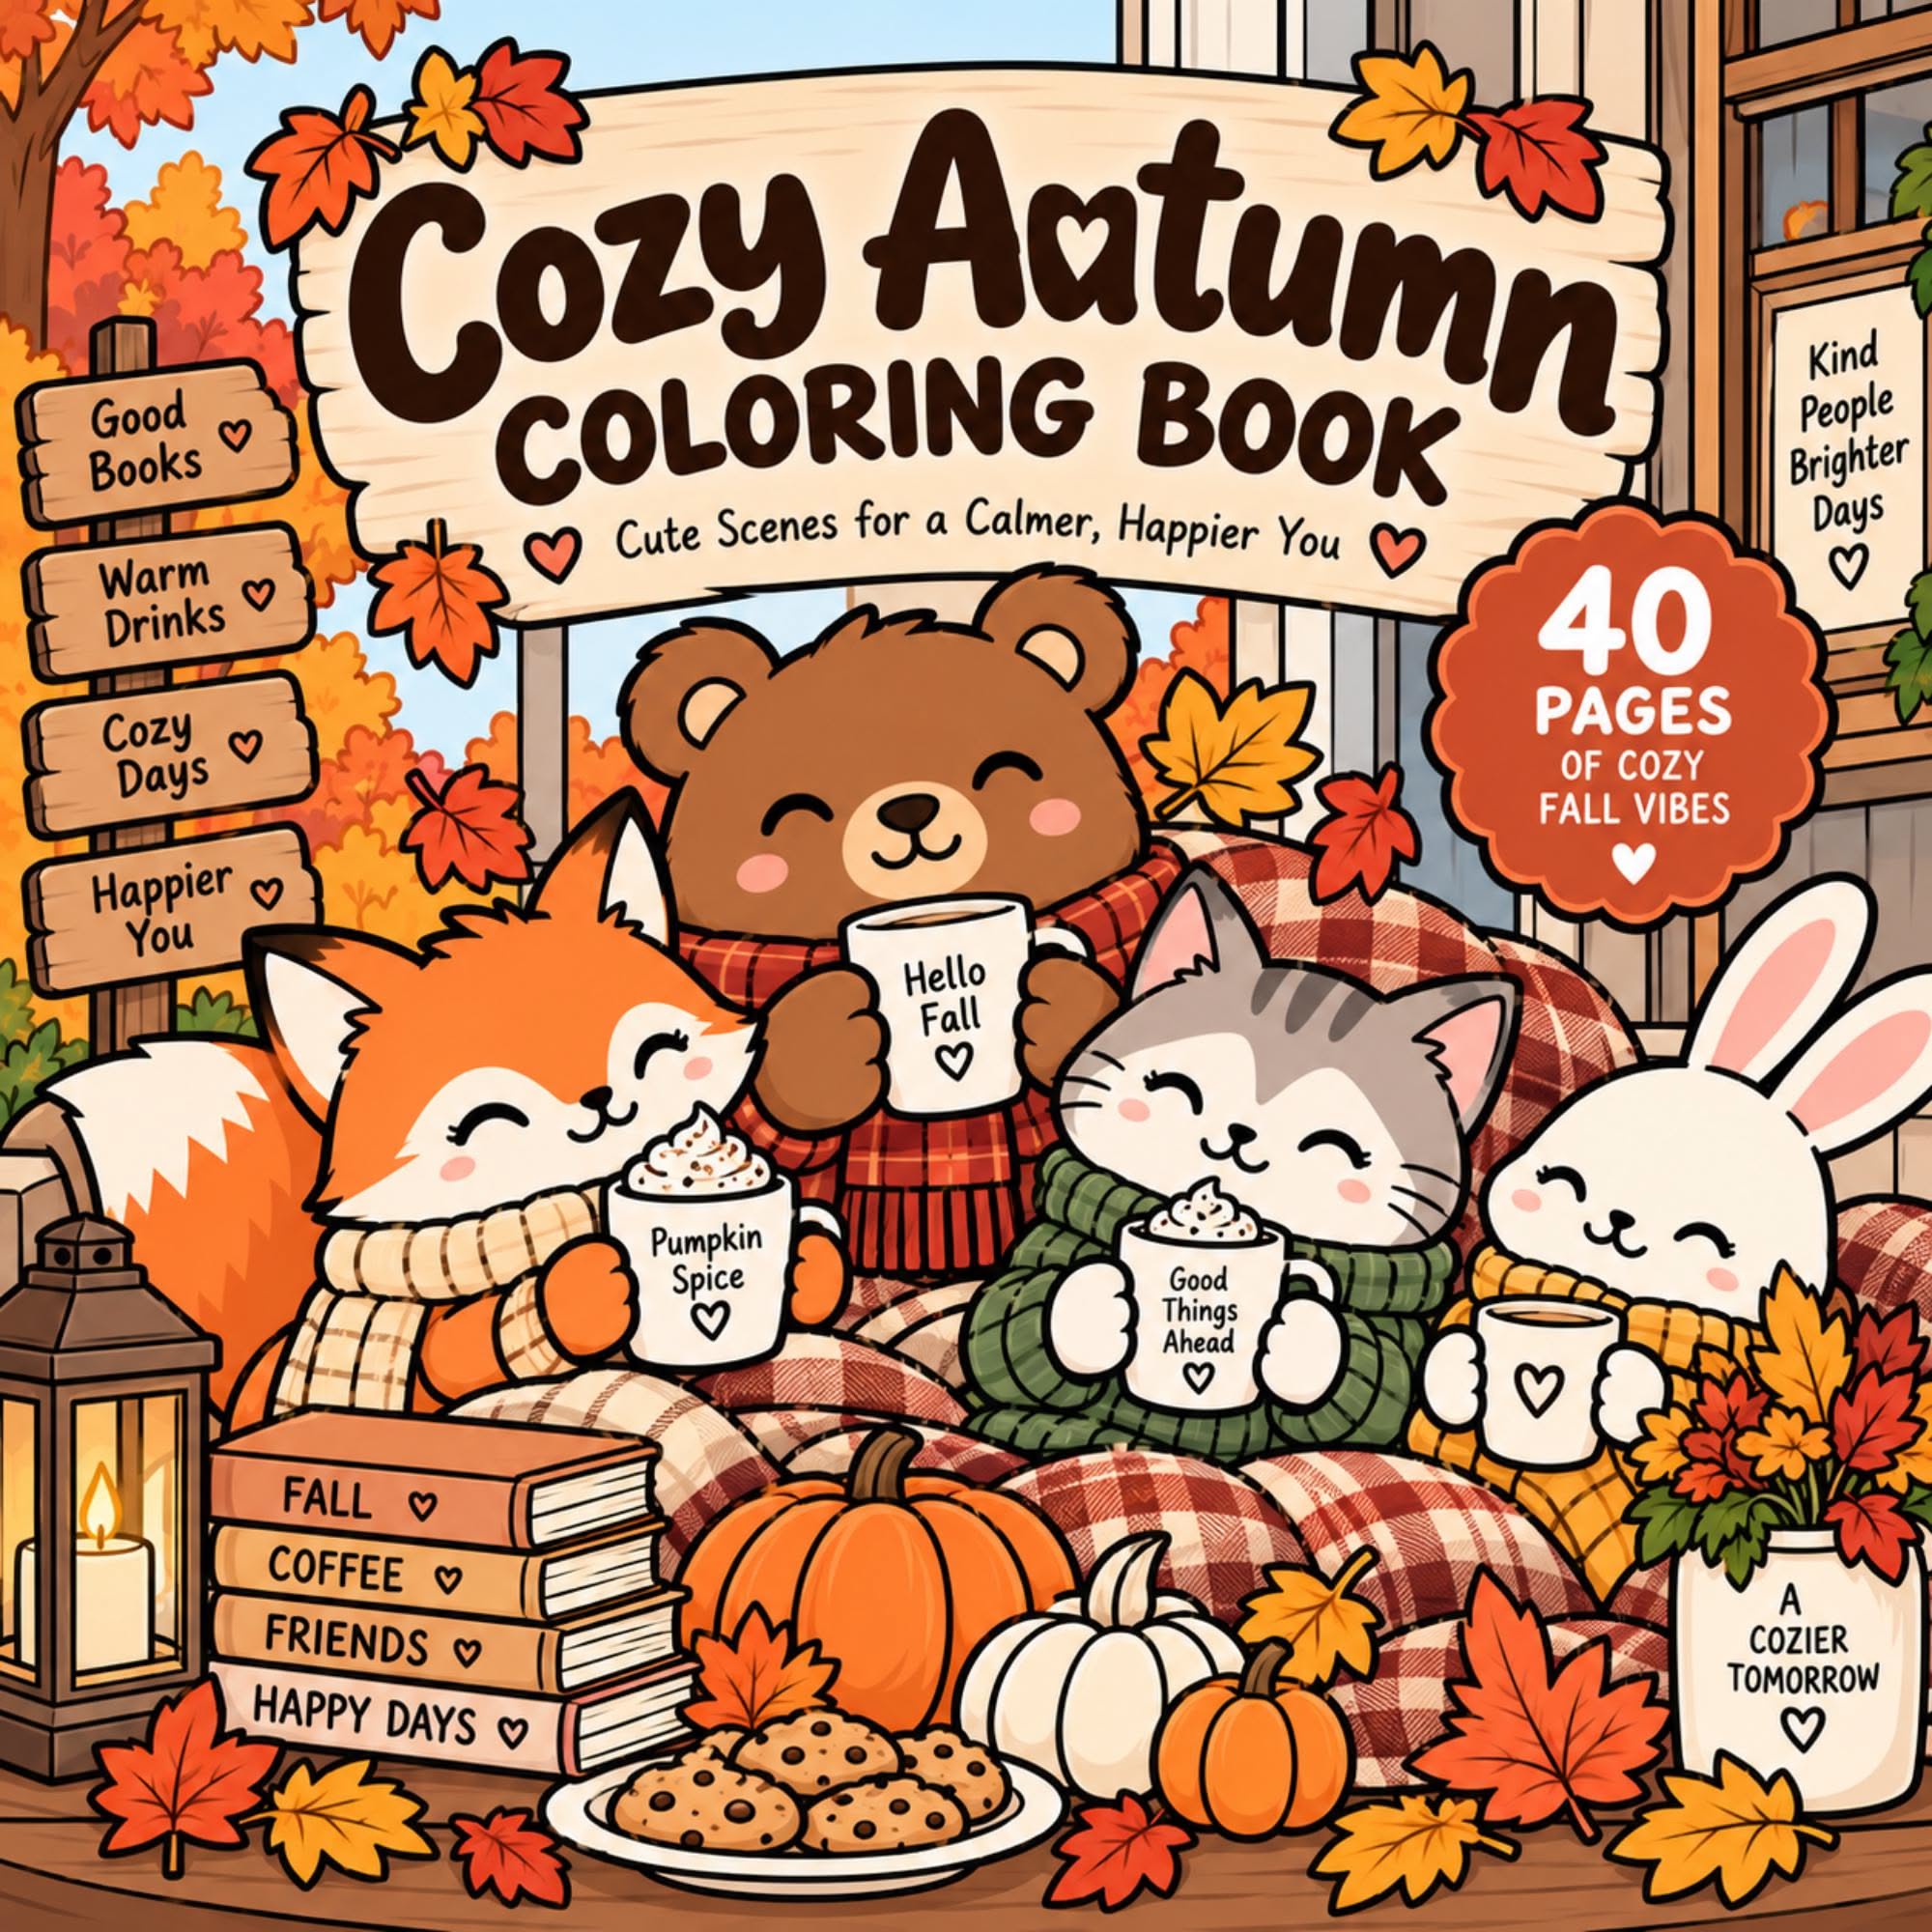 Cozy Aatumn
COLORING BOOK
Cute Scenes for a Calmer, Happier You
Good
Books
Warm
Drinks
Cozy
Days
Happier
You
Kind
People
Brighter
Days
40
PAGES
OF COZY
FALL VIBES
Hello
Fall
Pumpkin
Spice
Good
Things
Ahead
FALL
COFFEE
FRIENDS
HAPPY DAYS
A
COZIER
TOMORROW